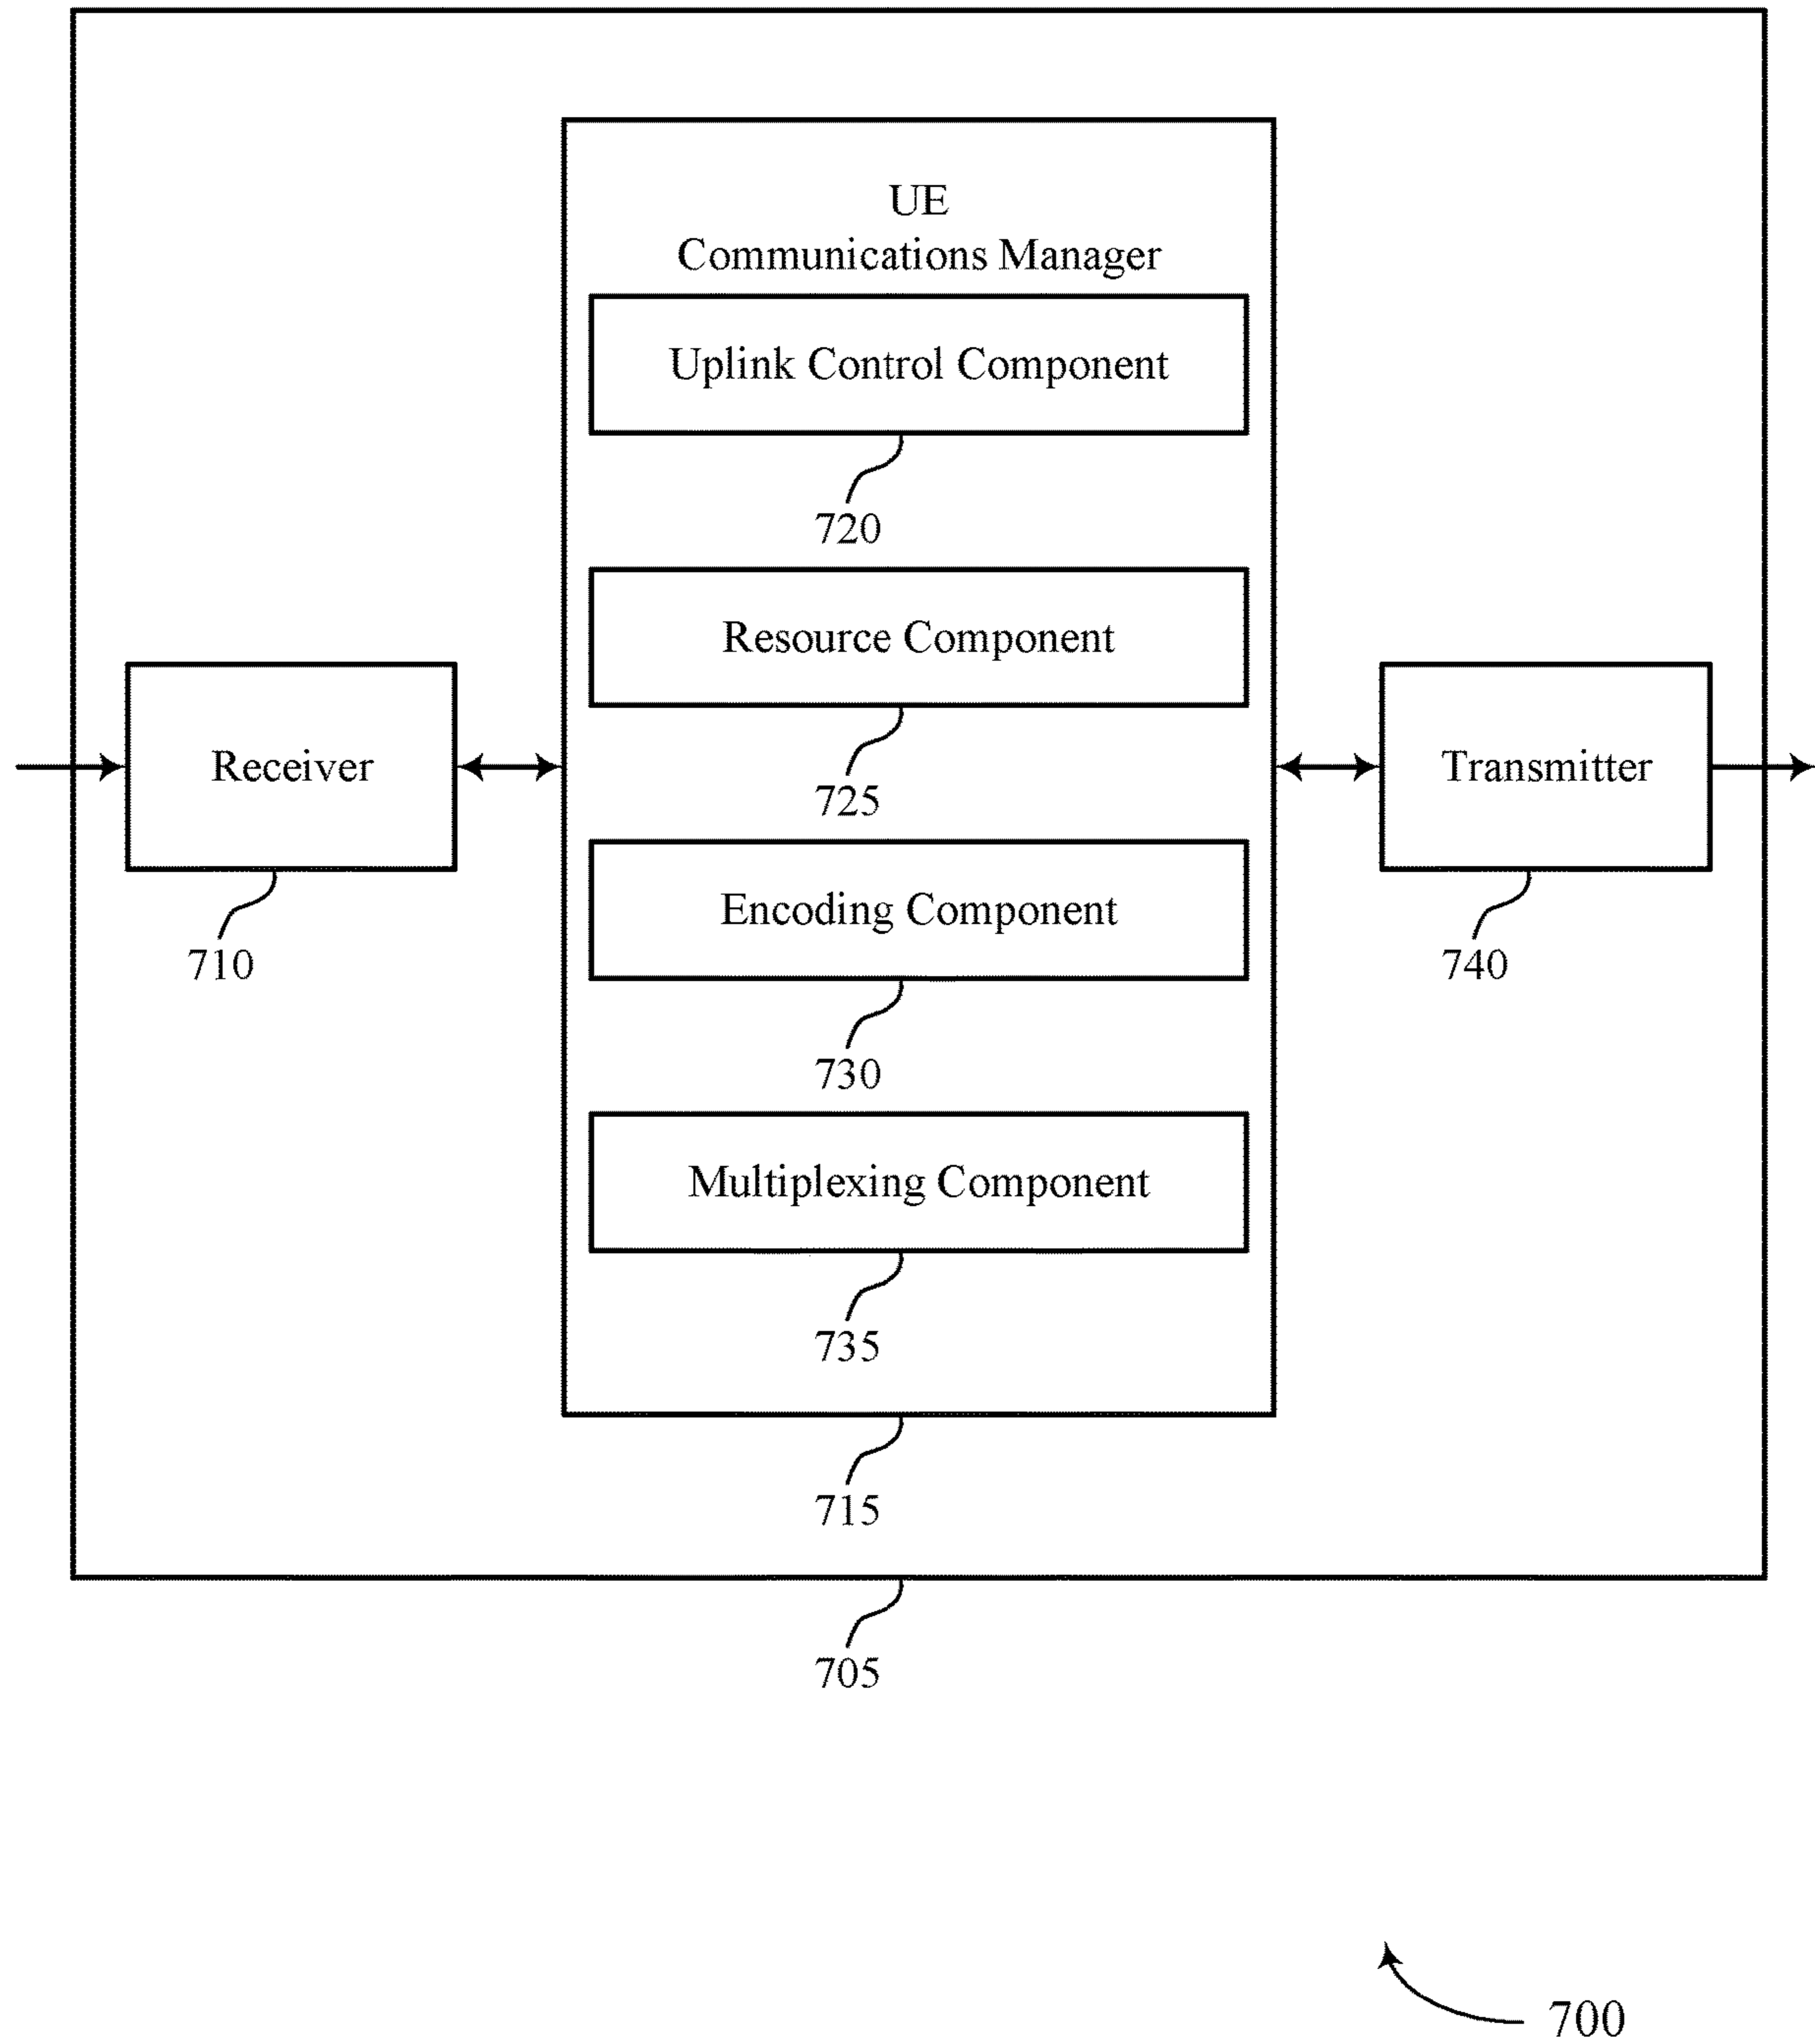 UE
Communications Manager
Uplink Control Component
720
Resource Component
725
Receiver
710
Transmitter
740
Encoding Component
730
Multiplexing Component
735
715
705
700